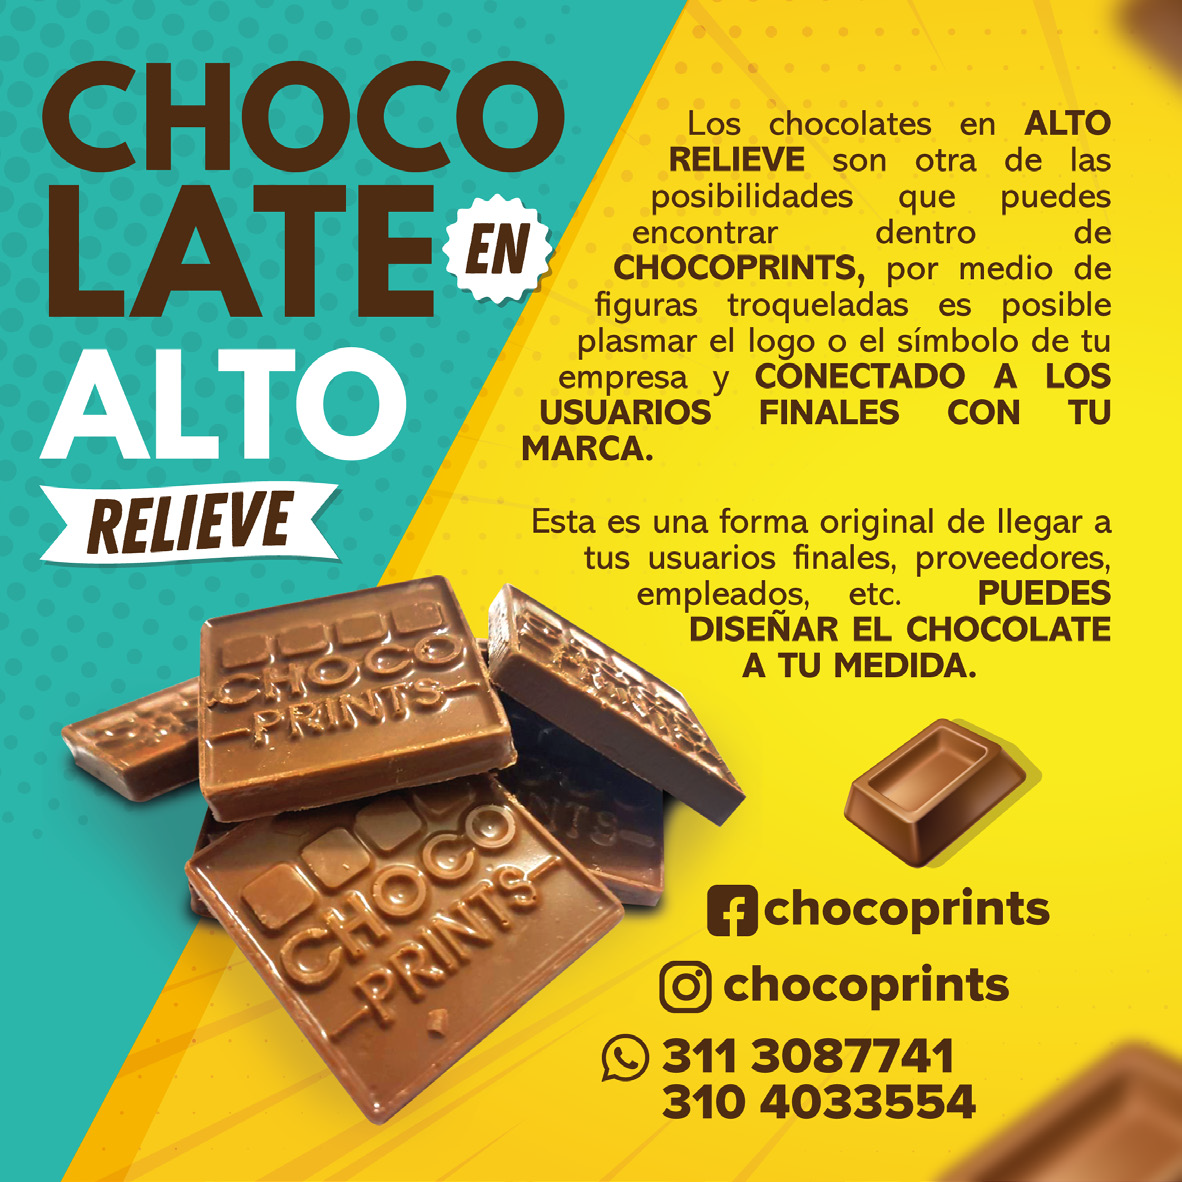 CHOCO
LATE EN
ALTO
RELIEVE
Los chocolates en ALTO
RELIEVE son otra de las
posibilidades que puedes
encontrar dentro de
CHOCOPRINTS, por medio de
figuras troqueladas es posible
plasmar el logo o el símbolo de tu
empresa y CONECTADO A LOS
USUARIOS FINALES CON TU
MARCA.
Esta es una forma original de llegar a
tus usuarios finales, proveedores,
empleados, etc. PUEDES
DISEÑAR EL CHOCOLATE
A TU MEDIDA.
CHOCO
PRINTS
CHOCO
PRINTS
chocoprints
chocoprints
311 3087741
310 4033554